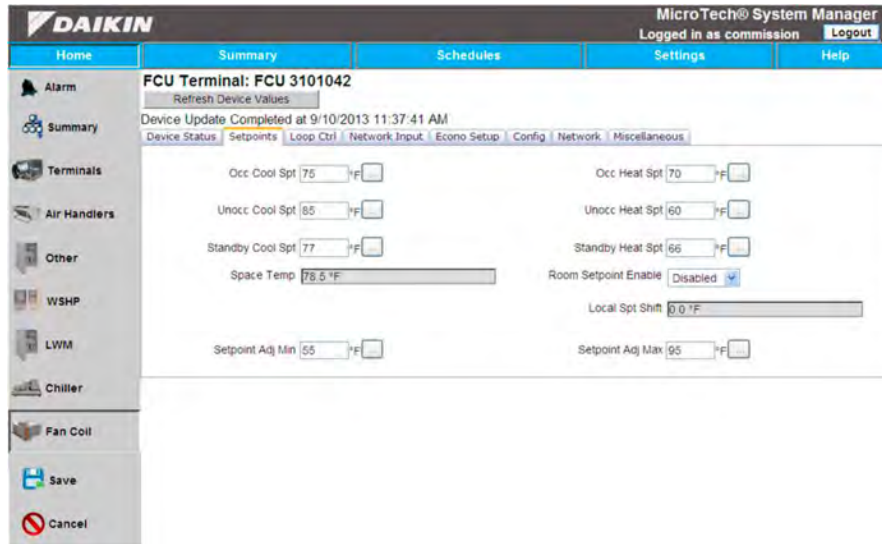 DAIKIN
MicroTech® System Manager
Logged in as commission Logout
Home Summary Schedules Settings Help
Alarm
Summary
Terminals
Air Handlers
Other
WSHP
LWM
Chiller
Fan Coil
Save
Cancel
FCU Terminal: FCU 3101042
Refresh Device Values
Device Update Completed at 9/10/2013 11:37:41 AM
Device Status Setpoints Loop Ctrl Network Input Econo Setup Config Network Miscellaneous
Occ Cool Spt 75 °F ... Occ Heat Spt 70 °F ...
Unocc Cool Spt 85 °F ... Unocc Heat Spt 60 °F ...
Standby Cool Spt 77 °F ... Standby Heat Spt 66 °F ...
Space Temp 78.5 °F Room Setpoint Enable Disabled
Local Spt Shift 0.0 °F
Setpoint Adj Min 55 °F ... Setpoint Adj Max 95 °F ...